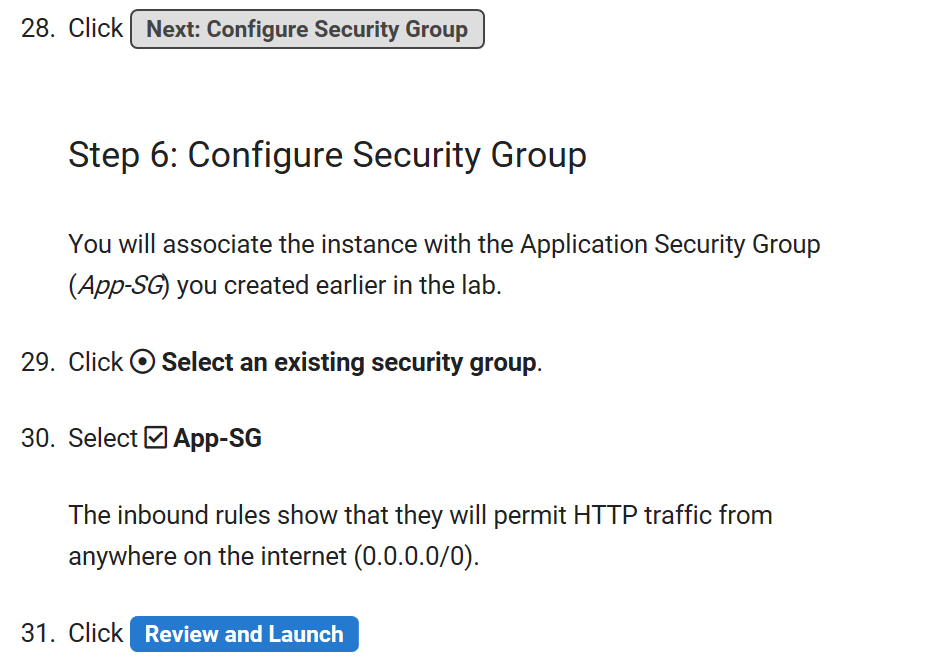 28. Click Next: Configure Security Group
Step 6: Configure Security Group
You will associate the instance with the Application Security Group
(App-SG) you created earlier in the lab.
29. Click Select an existing security group.
30. Select App-SG
The inbound rules show that they will permit HTTP traffic from
anywhere on the internet (0.0.0.0/0).
31. Click Review and Launch